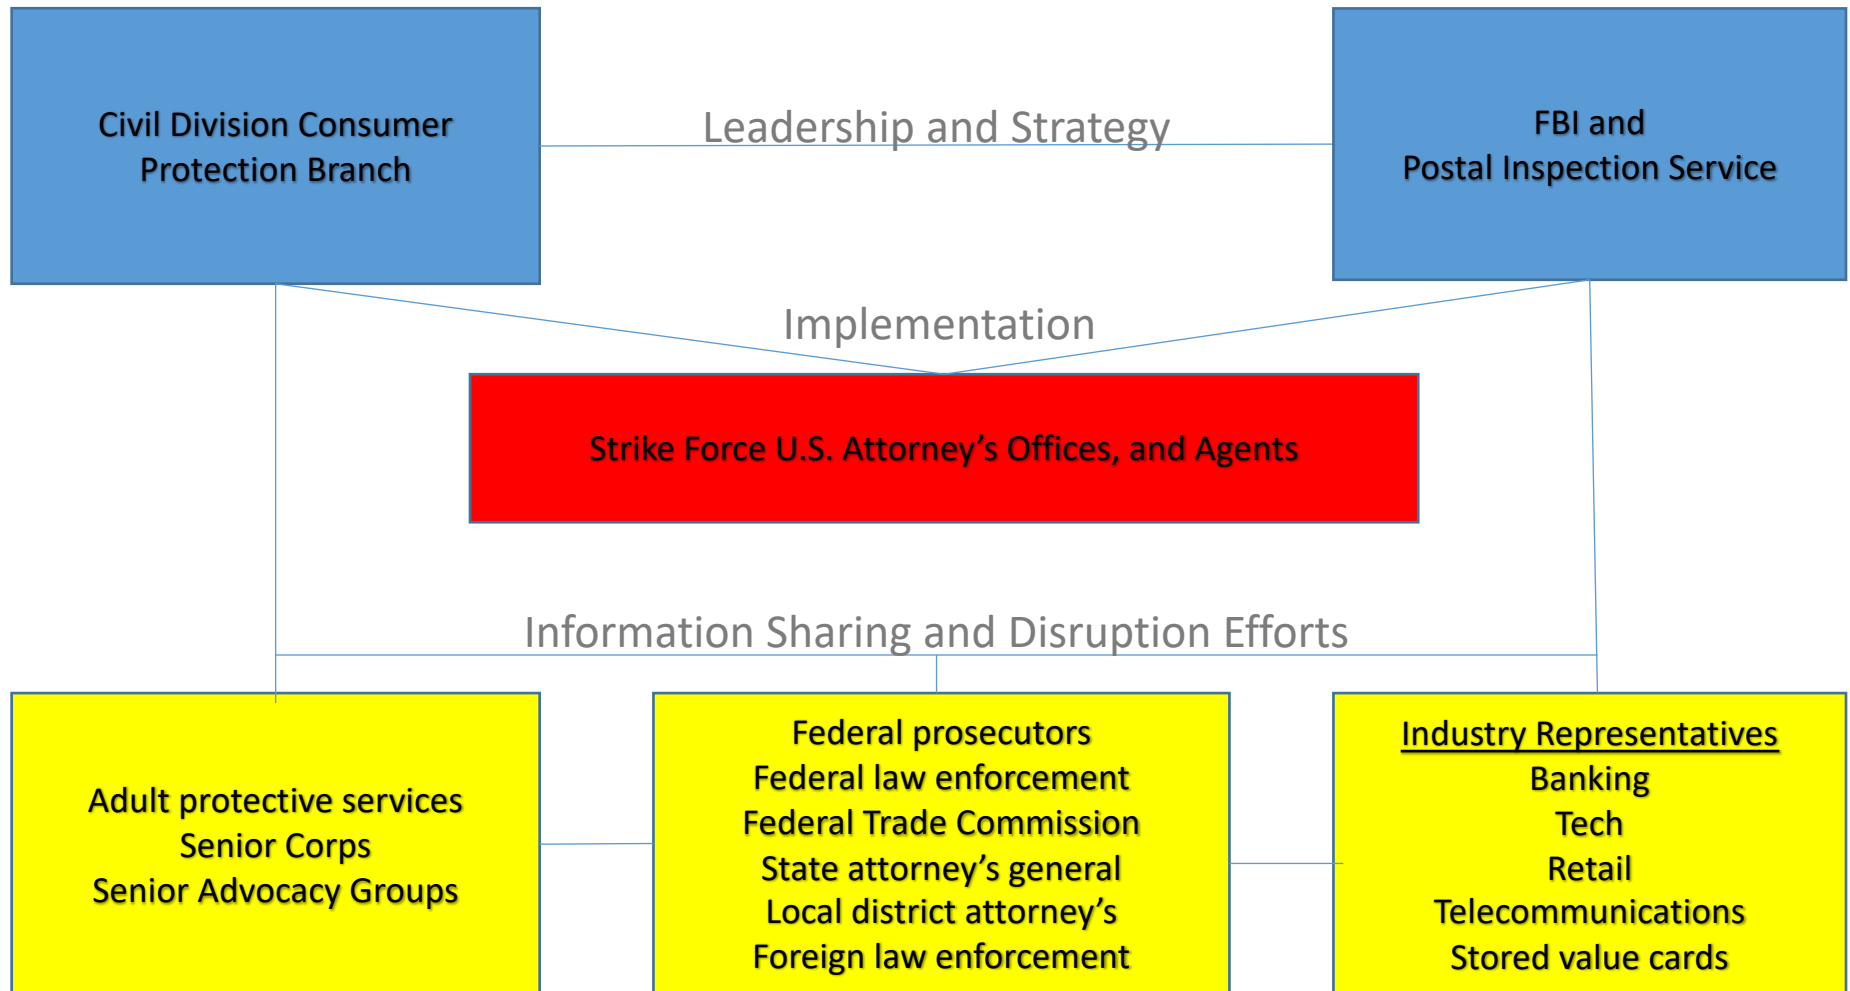 Civil Division Consumer
Protection Branch
Leadership and Strategy
FBI and
Postal Inspection Service
Implementation
Strike Force U.S. Attorney’s Offices, and Agents
Information Sharing and Disruption Efforts
Adult protective services
Senior Corps
Senior Advocacy Groups
Federal prosecutors
Federal law enforcement
Federal Trade Commission
State attorney’s general
Local district attorney’s
Foreign law enforcement
Industry Representatives
Banking
Tech
Retail
Telecommunications
Stored value cards